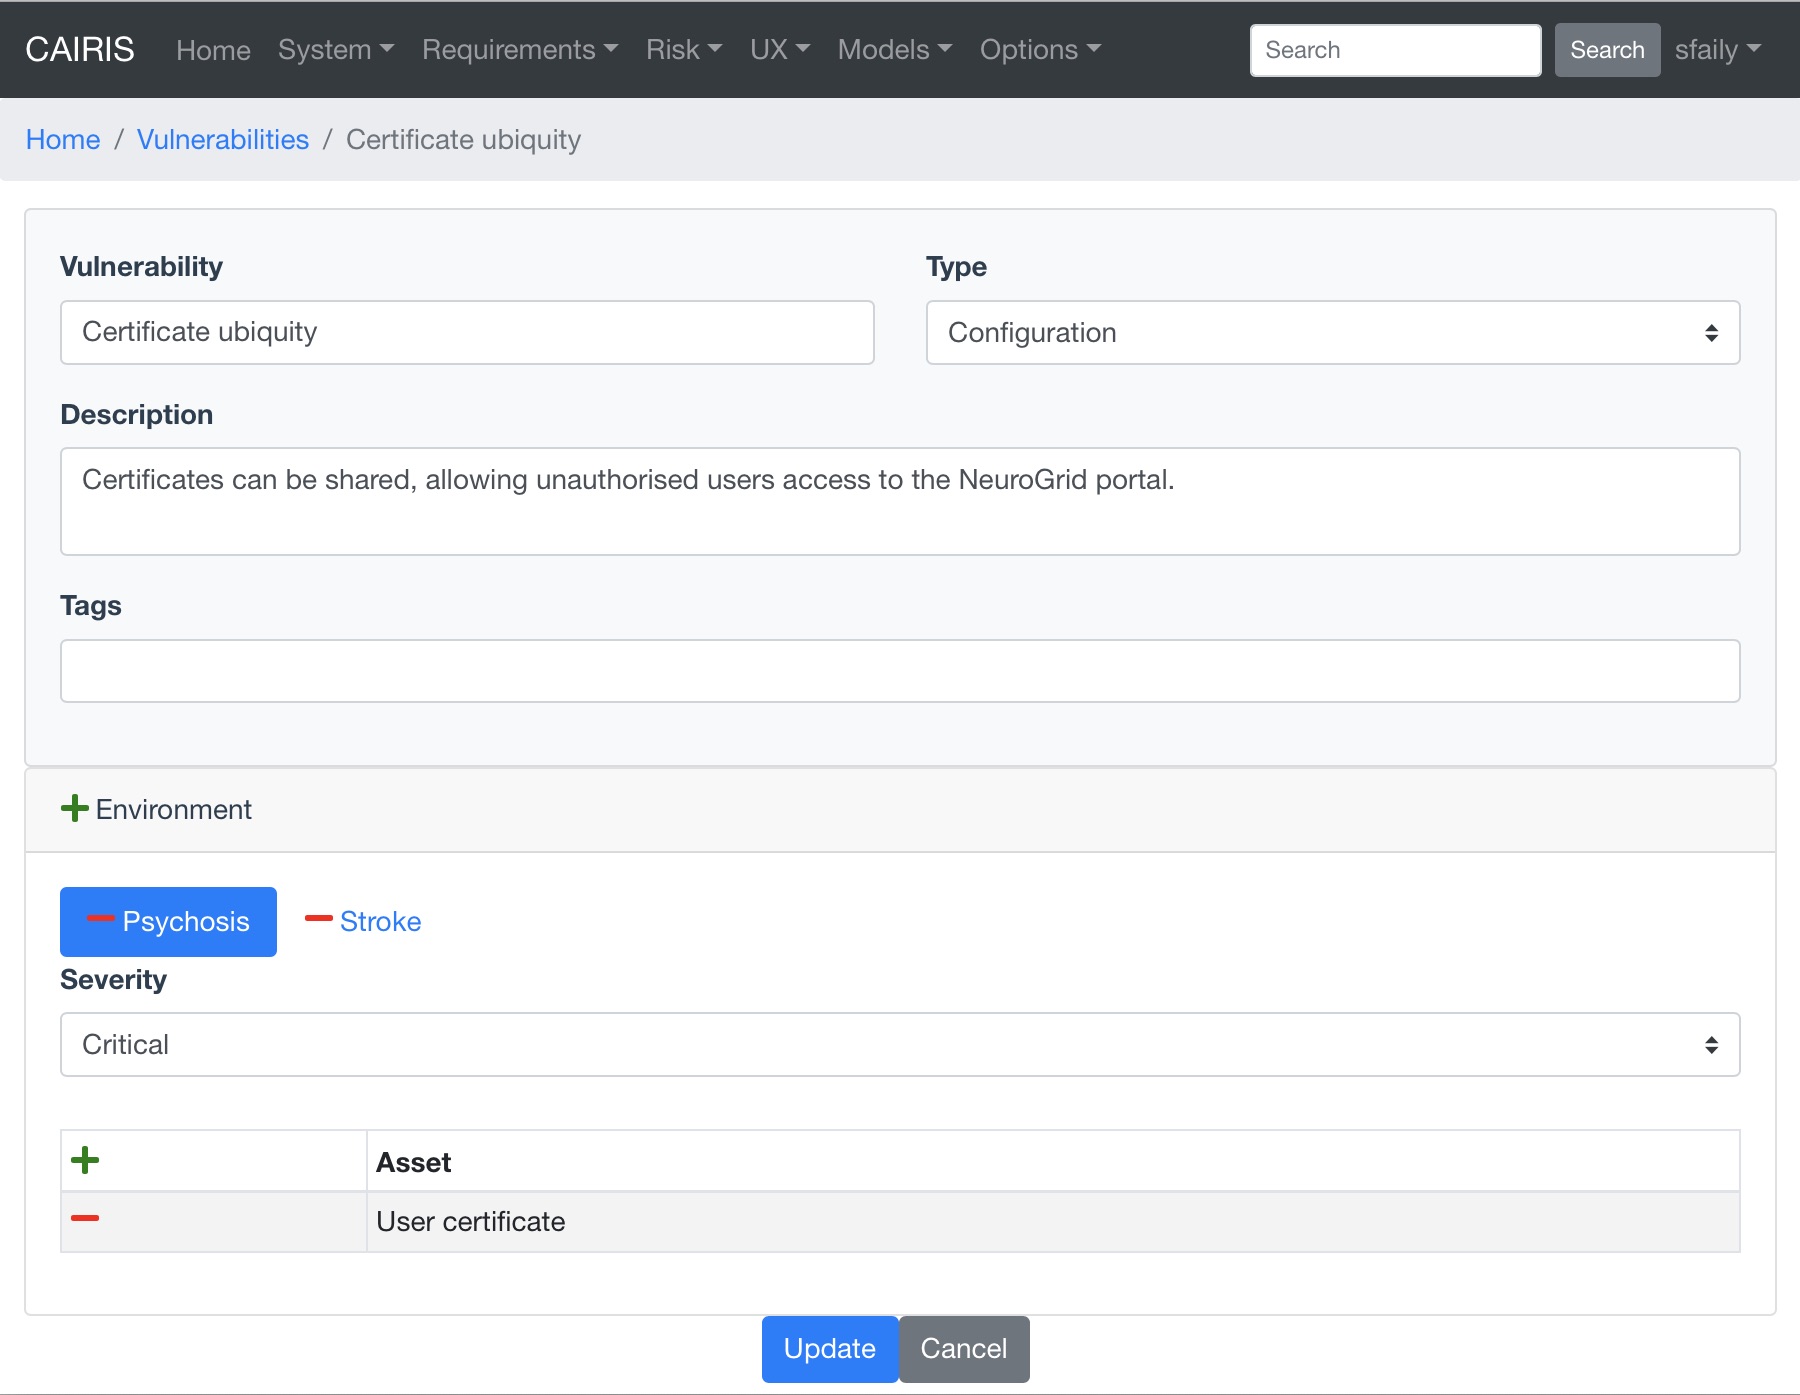 CAIRIS Home System Requirements Risk UX Models Options Search Search sfaily
Home / Vulnerabilities / Certificate ubiquity
Vulnerability Type
Certificate ubiquity Configuration
Description
Certificates can be shared, allowing unauthorised users access to the NeuroGrid portal.
Tags
Environment
Psychosis Stroke
Severity
Critical
Asset
User certificate
Update Cancel